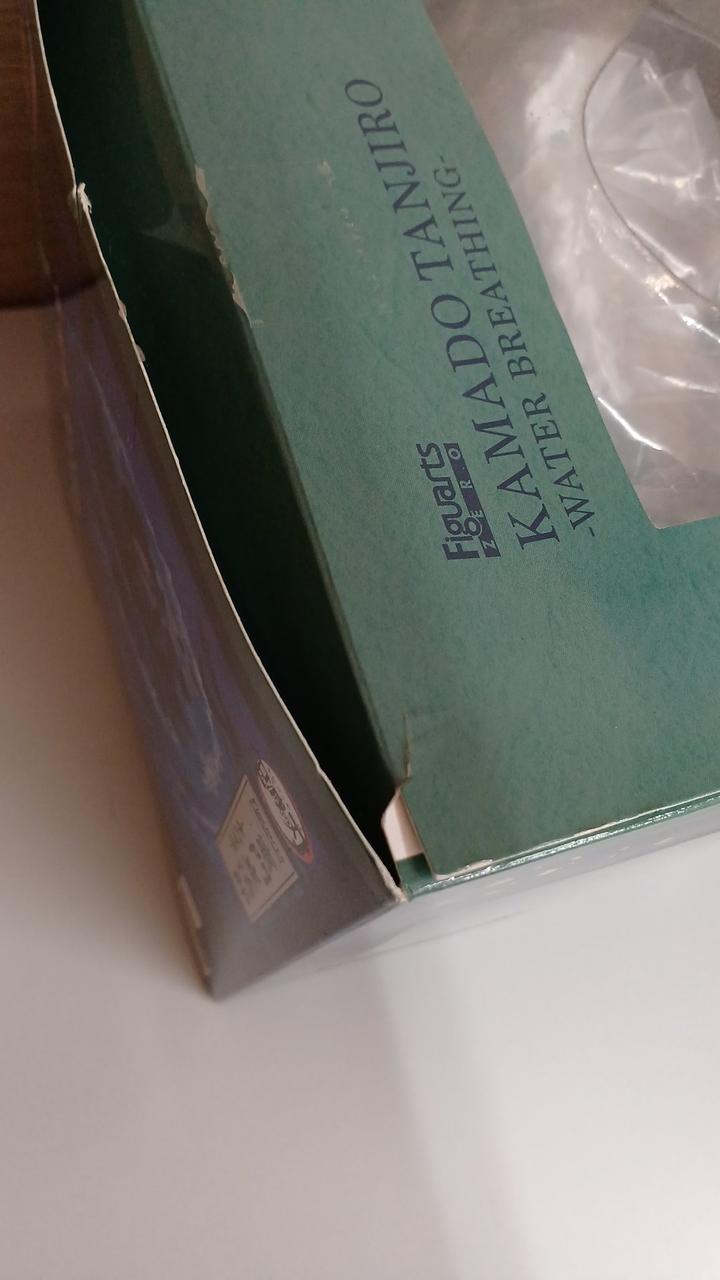 Figuarts
ZERO
KAMADO TANJIRO
-WATER BREATHING-